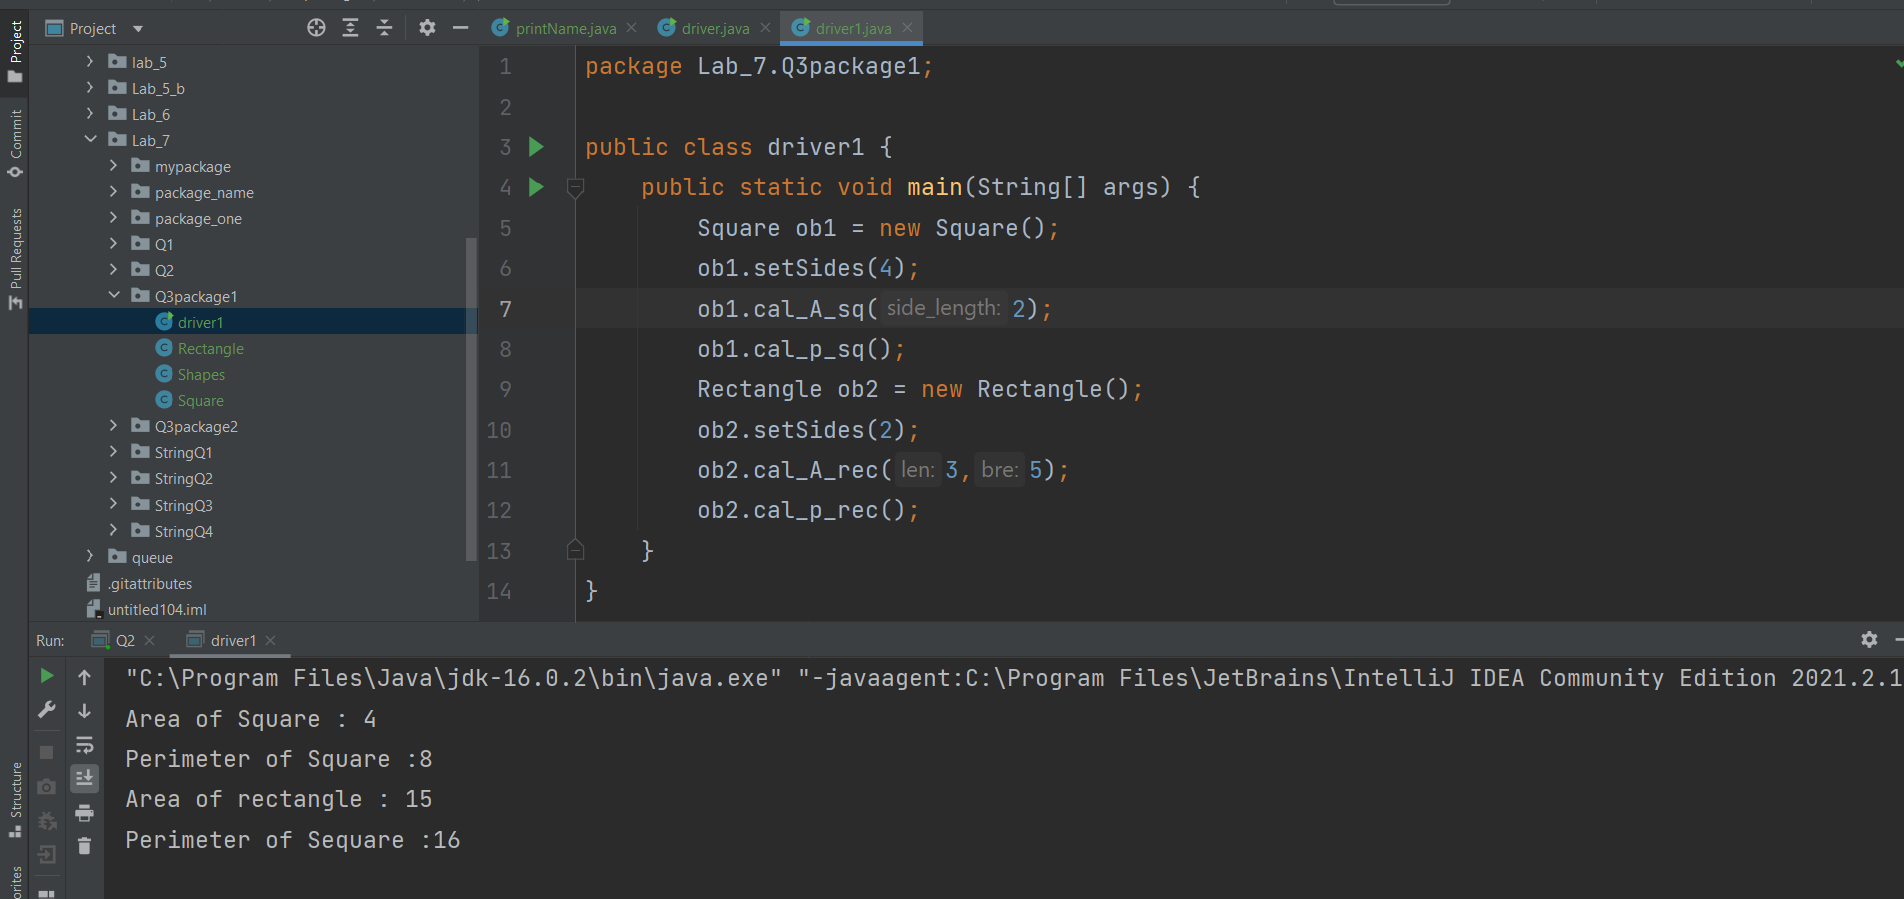 Project
printName.java
driver.java
driver1.java
Project
Commit
Pull Requests
Structure
lab_5
Lab_5_b
Lab_6
Lab_7
mypackage
package_name
package_one
Q1
Q2
Q3package1
driver1
Rectangle
Shapes
Square
Q3package2
StringQ1
StringQ2
StringQ3
StringQ4
queue
.gitattributes
untitled104.iml
1 package Lab_7.Q3package1;
2
3 public class driver1 {
4 public static void main(String[] args) {
5 Square ob1 = new Square();
6 ob1.setSides(4);
7 ob1.cal_A_sq( side_length: 2);
8 ob1.cal_p_sq();
9 Rectangle ob2 = new Rectangle();
10 ob2.setSides(2);
11 ob2.cal_A_rec( len: 3, bre: 5);
12 ob2.cal_p_rec();
13 }
14 }
Run: Q2 driver1
"C:\Program Files\Java\jdk-16.0.2\bin\java.exe" "-javaagent:C:\Program Files\JetBrains\IntelliJ IDEA Community Edition 2021.2.1
Area of Square : 4
Perimeter of Square :8
Area of rectangle : 15
Perimeter of Sequare :16